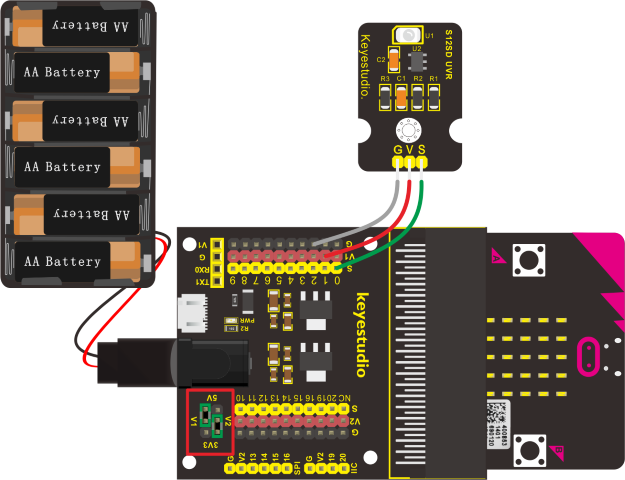 AA Battery
AA Battery
AA Battery
AA Battery
AA Battery
AA Battery
Keyestudio.
S12SD UVR
U1
U2
C2
R3 C1 R2 R1
G V S
V1
G
RX0
TX1
G
V1
S
9 8 7 6 5 4 3 2 1 0
PWR
R2
keyestudio
A
B
5V
V1
V2
3V3
10 11 12 13 14 15 16 19 20 NC
S
V2
G
G V2 13 14 15 16 SPI
G V2 19 20 IIC